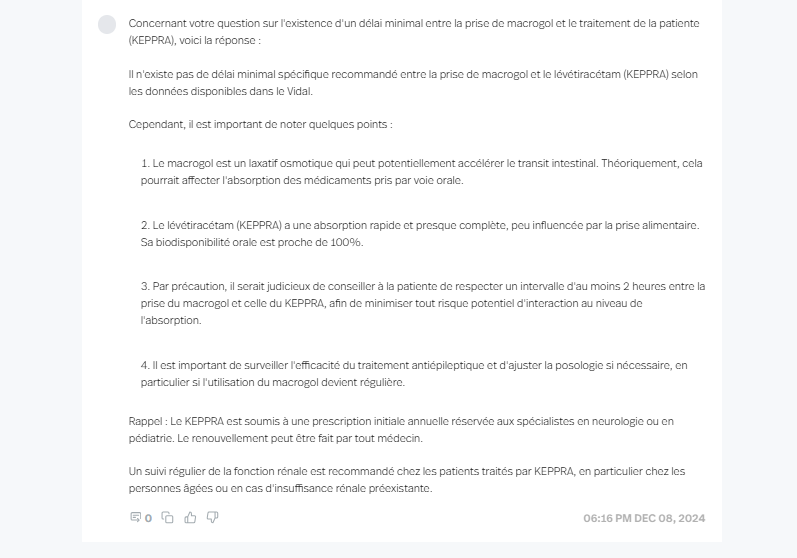 Concernant votre question sur l'existence d'un délai minimal entre la prise de macrogol et le traitement de la patiente
(KEPPRA), voici la réponse :
Il n'existe pas de délai minimal spécifique recommandé entre la prise de macrogol et le lévétiracétam (KEPPRA) selon
les données disponibles dans le Vidal.
Cependant, il est important de noter quelques points :
1. Le macrogol est un laxatif osmotique qui peut potentiellement accélérer le transit intestinal. Théoriquement, cela
pourrait affecter l'absorption des médicaments pris par voie orale.
2. Le lévétiracétam (KEPPRA) a une absorption rapide et presque complète, peu influencée par la prise alimentaire.
Sa biodisponibilité orale est proche de 100%.
3. Par précaution, il serait judicieux de conseiller à la patiente de respecter un intervalle d'au moins 2 heures entre la
prise du macrogol et celle du KEPPRA, afin de minimiser tout risque potentiel d'interaction au niveau de
l'absorption.
4. Il est important de surveiller l'efficacité du traitement antiépileptique et d'ajuster la posologie si nécessaire, en
particulier si l'utilisation du macrogol devient régulière.
Rappel : Le KEPPRA est soumis à une prescription initiale annuelle réservée aux spécialistes en neurologie ou en
pédiatrie. Le renouvellement peut être fait par tout médecin.
Un suivi régulier de la fonction rénale est recommandé chez les patients traités par KEPPRA, en particulier chez les
personnes âgées ou en cas d'insuffisance rénale préexistante.
0
06:16 PM DEC 08, 2024